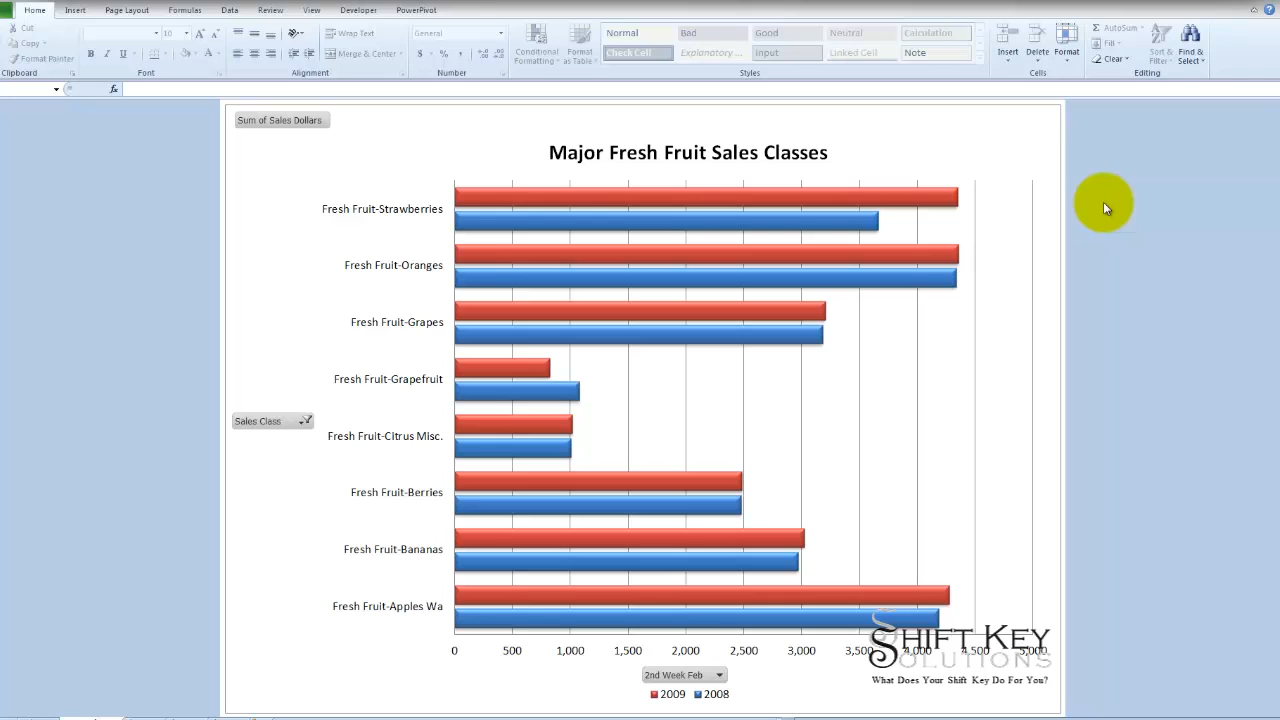 Home Insert Page Layout Formulas Data Review View Developer PowerPivot
Cut
Copy
Format Painter
Clipboard
10
B I U
Font
Wrap Text
Merge & Center
Alignment
General
$ % ,
Number
Conditional Formatting
Format as Table
Normal Bad Good Neutral Calculation
Check Cell Explanatory ... Input Linked Cell Note
Styles
Insert Delete Format
Cells
Σ AutoSum
Fill
Clear
Sort & Filter
Find & Select
Editing
fx
Sum of Sales Dollars
Major Fresh Fruit Sales Classes
Fresh Fruit-Strawberries
Fresh Fruit-Oranges
Fresh Fruit-Grapes
Fresh Fruit-Grapefruit
Sales Class
Fresh Fruit-Citrus Misc.
Fresh Fruit-Berries
Fresh Fruit-Bananas
Fresh Fruit-Apples Wa
0 500 1,000 1,500 2,000 2,500 3,000 3,500 4,000 4,500 5,000
Shift Key
Solutions
What Does Your Shift Key Do For You?
2nd Week Feb
2009 2008